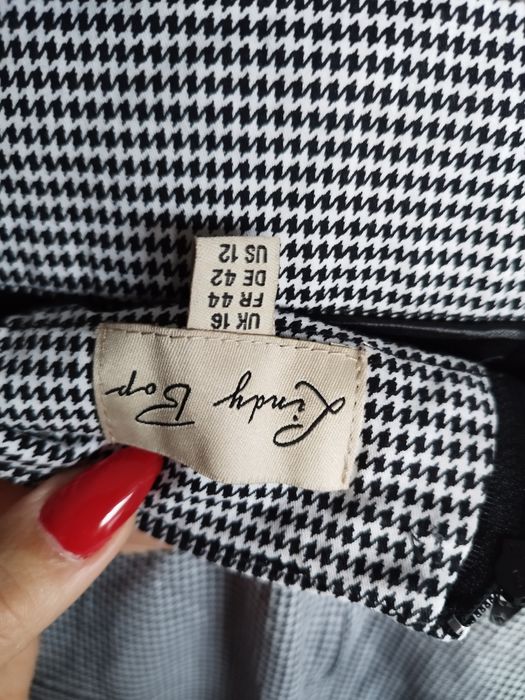 Lindy Bop
UK 16
FR 44
DE 42
US 12